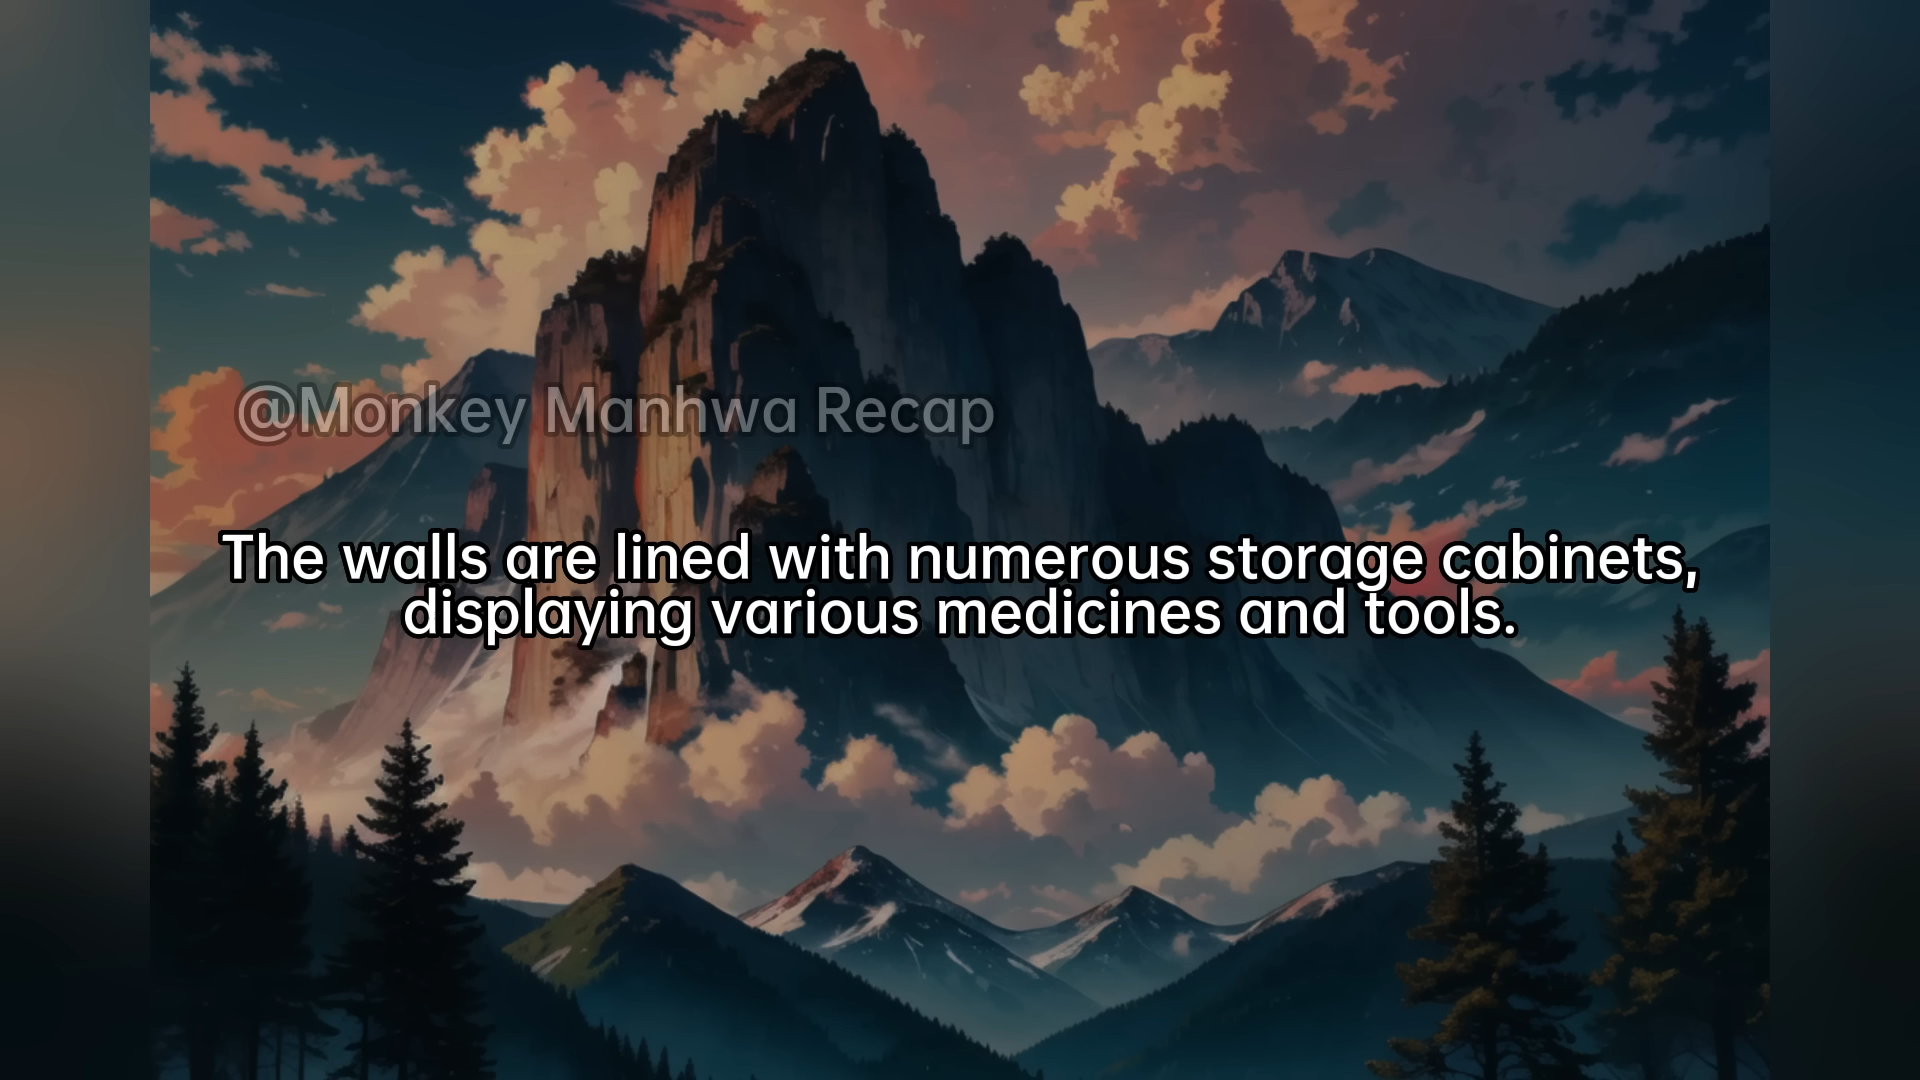 @Monkey Manhwa Recap
The walls are lined with numerous storage cabinets,
displaying various medicines and tools.